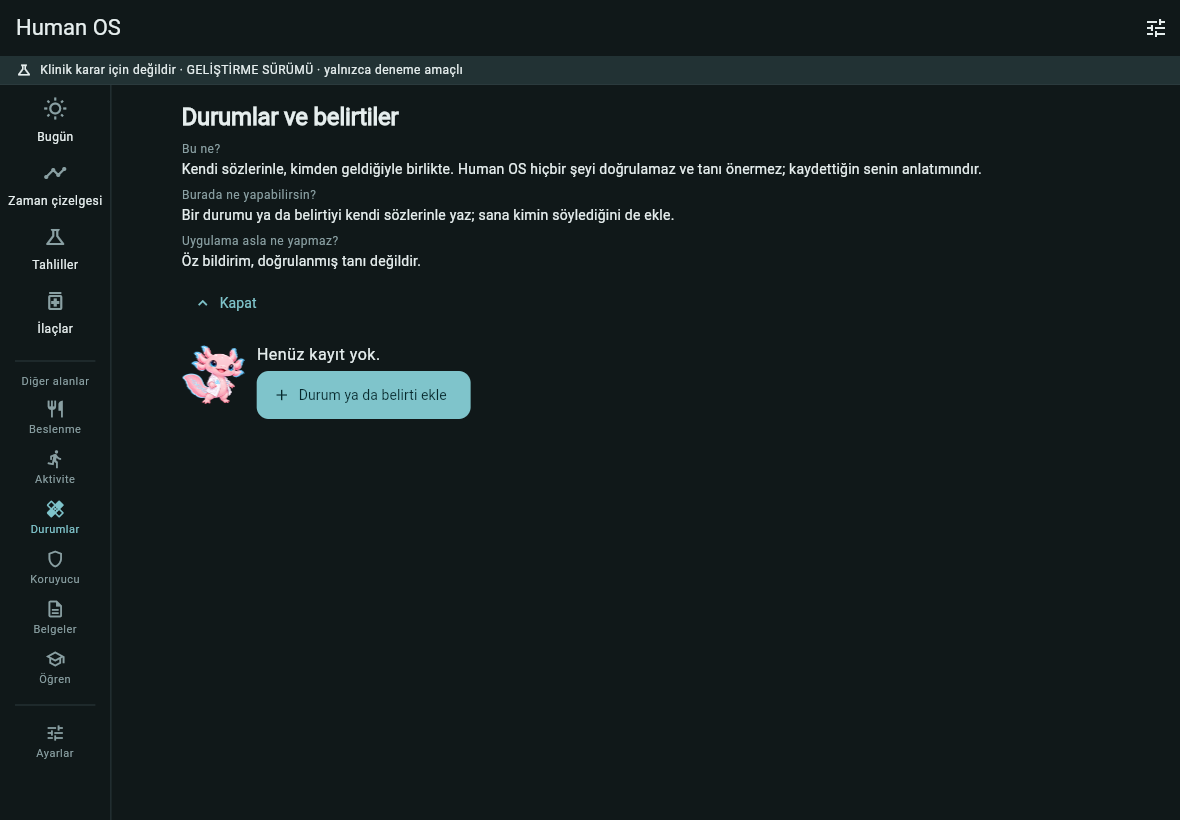 Human OS
Klinik karar için değildir · GELİŞTİRME SÜRÜMÜ · yalnızca deneme amaçlı
Bugün
Zaman çizelgesi
Tahliller
İlaçlar
Diğer alanlar
Beslenme
Aktivite
Durumlar
Koruyucu
Belgeler
Öğren
Ayarlar
Durumlar ve belirtiler
Bu ne?
Kendi sözlerinle, kimden geldiğiyle birlikte. Human OS hiçbir şeyi doğrulamaz ve tanı önermez; kaydettiğin senin anlatımındır.
Burada ne yapabilirsin?
Bir durumu ya da belirtiyi kendi sözlerinle yaz; sana kimin söylediğini de ekle.
Uygulama asla ne yapmaz?
Öz bildirim, doğrulanmış tanı değildir.
Kapat
Henüz kayıt yok.
+ Durum ya da belirti ekle